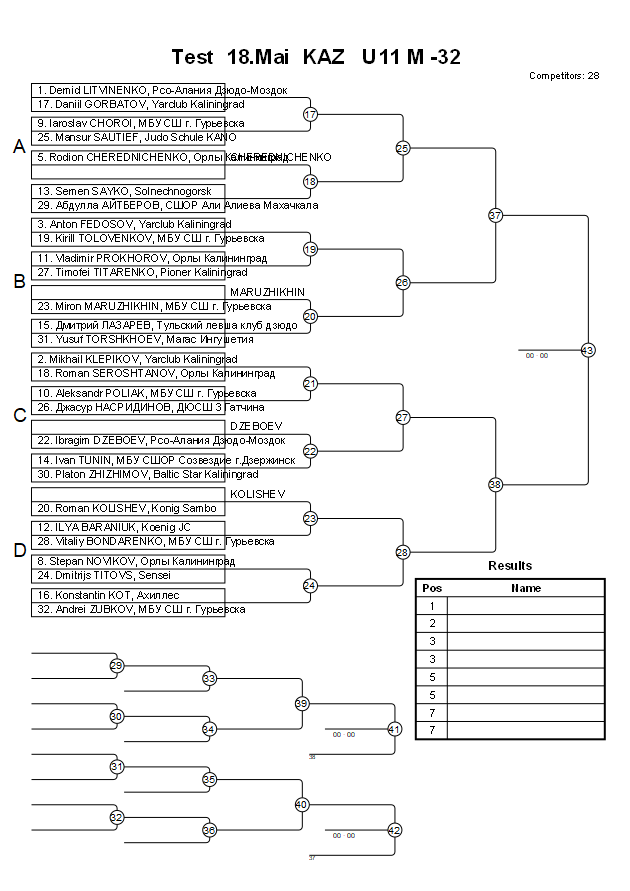 Test 18.Mai KAZ U11 M -32
Competitors: 28
1. Demid LITVINENKO, Рсо-Алания Дзюдо-Моздок
17. Daniil GORBATOV, Yarclub Kaliningrad
17
9. Iaroslav CHOROI, МБУ СШ г. Гурьевска
25. Mansur SAUTIEF, Judo Schule KANO
A
25
5. Rodion CHEREDNICHENKO, Орлы Калининград
CHEREDNICHENKO
18
13. Semen SAYKO, Solnechnogorsk
29. Абдулла АЙТБЕРОВ, СШОР Али Алиева Махачкала
37
3. Anton FEDOSOV, Yarclub Kaliningrad
19. Kirill TOLOVENKOV, МБУ СШ г. Гурьевска
19
11. Vladimir PROKHOROV, Орлы Калининград
27. Timofei TITARENKO, Pioner Kaliningrad
B
26
MARUZHIKHIN
23. Miron MARUZHIKHIN, МБУ СШ г. Гурьевска
20
15. Дмитрий ЛАЗАРЕВ, Тульский левша клуб дзюдо
31. Yusuf TORSHKHOEV, Магас Ингушетия
43
00 00
2. Mikhail KLEPIKOV, Yarclub Kaliningrad
18. Roman SEROSHTANOV, Орлы Калининград
21
10. Aleksandr POLIAK, МБУ СШ г. Гурьевска
26. Джасур НАСРИДИНОВ, ДЮСШ 3 Гатчина
C
27
DZEBOEV
22. Ibragim DZEBOEV, Рсо-Алания Дзюдо-Моздок
22
14. Ivan TUNIN, МБУ СШОР Созвездие г.Дзержинск
30. Platon ZHIZHIMOV, Baltic Star Kaliningrad
38
KOLISHEV
20. Roman KOLISHEV, Konig Sambo
23
12. ILYA BARANIUK, Koenig JC
28. Vitaliy BONDARENKO, МБУ СШ г. Гурьевска
D
28
8. Stepan NOVIKOV, Орлы Калининград
24. Dmitrijs TITOVS, Sensei
24
16. Konstantin KOT, Ахиллес
32. Andrei ZUBKOV, МБУ СШ г. Гурьевска
Results
Pos Name
1
2
3
3
5
5
7
7
29
33
39
30
34
41
00 00
38
31
35
40
32
36
42
00 00
37